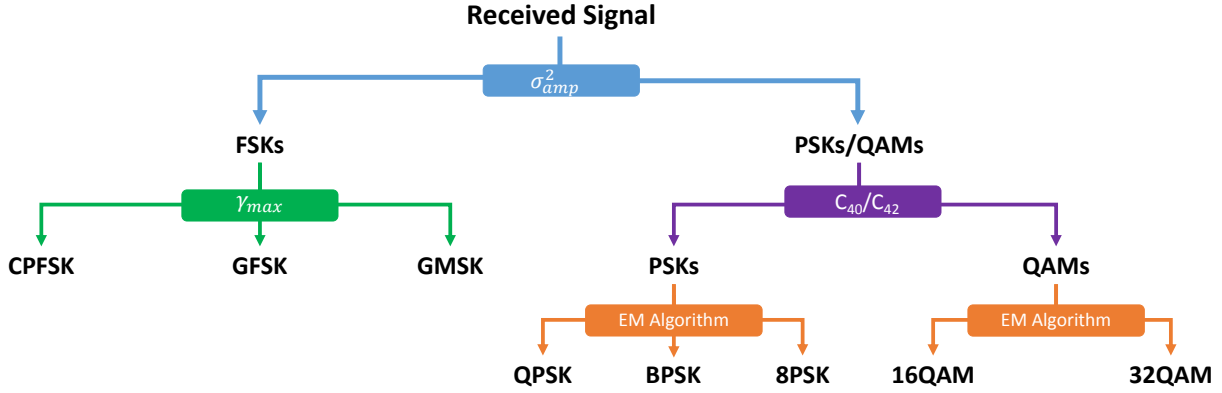 Received Signal
σ²amp
FSKs PSKs/QAMs
γmax C₄₀/C₄₂
CPFSK GFSK GMSK PSKs QAMs
EM Algorithm EM Algorithm
QPSK BPSK 8PSK 16QAM 32QAM